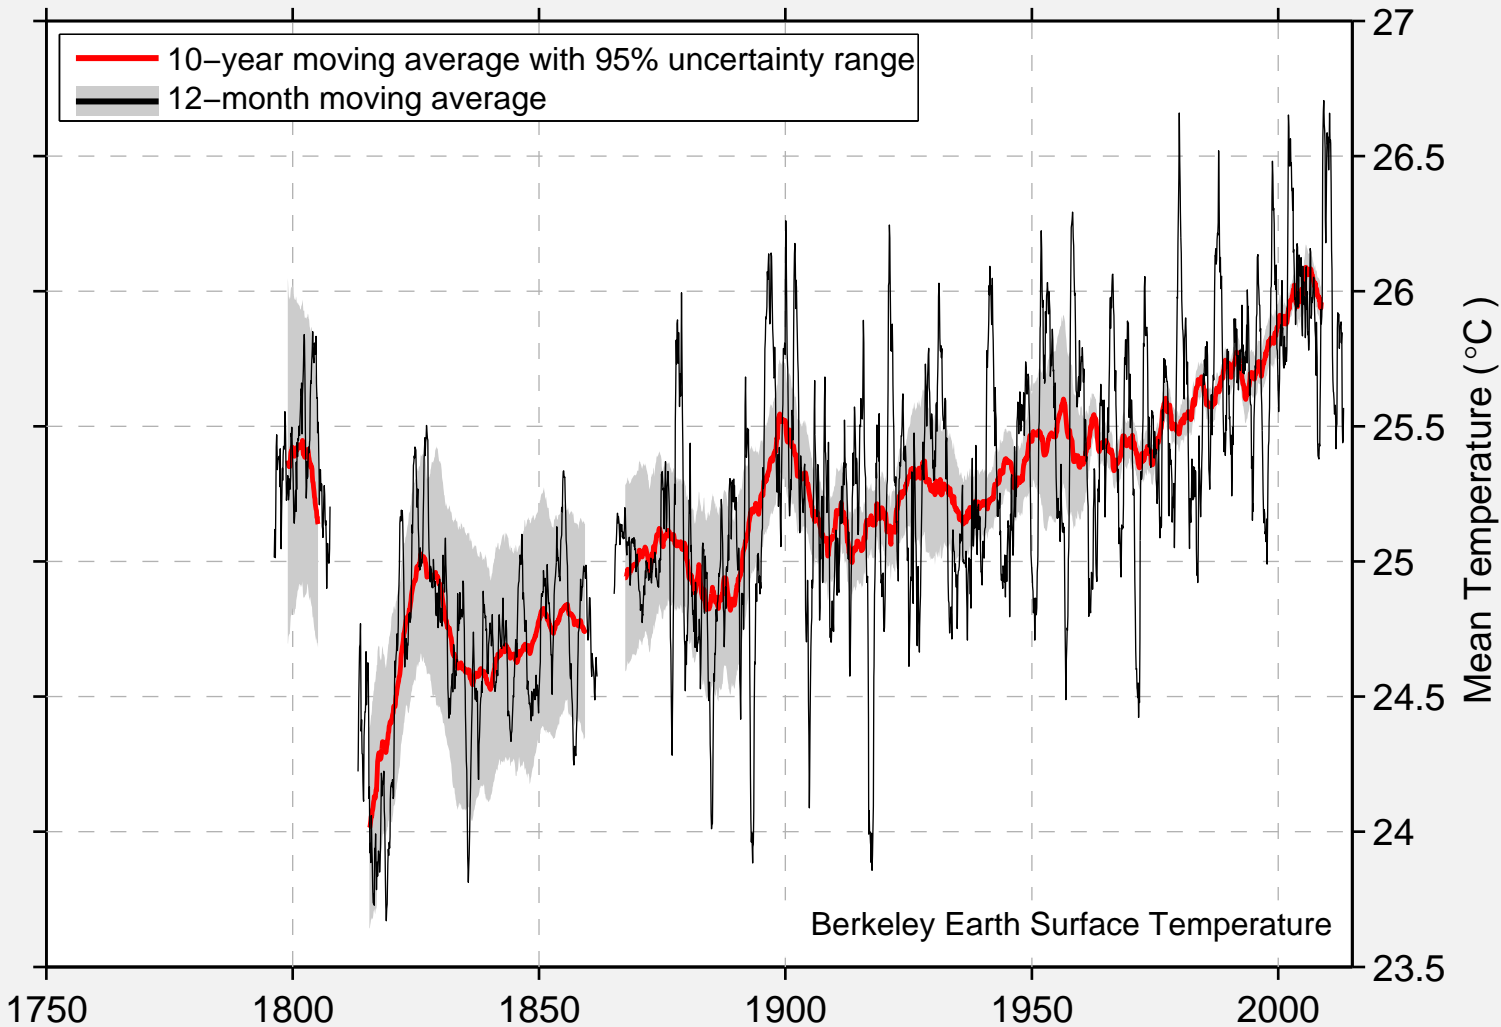 10−year moving average with 95% uncertainty range
12−month moving average
27
26.5
26
25.5
25
24.5
24
23.5
Mean Temperature ( °C )
Berkeley Earth Surface Temperature
1750 1800 1850 1900 1950 2000